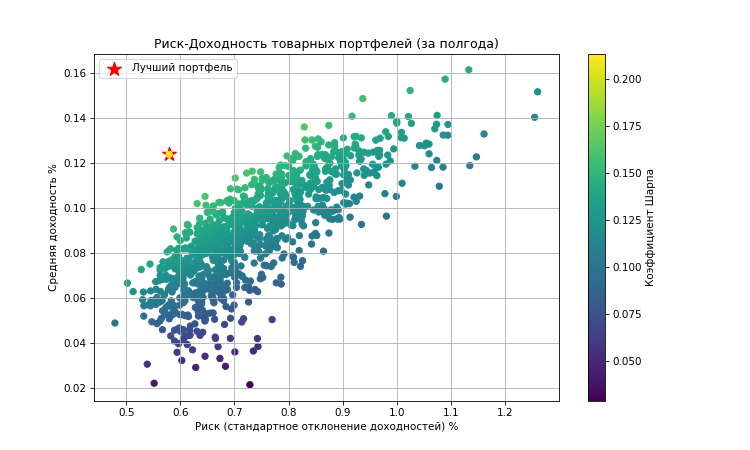 Риск-Доходность товарных портфелей (за полгода)
Лучший портфель
Средняя доходность %
0.16
0.14
0.12
0.10
0.08
0.06
0.04
0.02
0.5 0.6 0.7 0.8 0.9 1.0 1.1 1.2
Риск (стандартное отклонение доходностей) %
0.200
0.175
0.150
0.125
0.100
0.075
0.050
Коэффициент Шарпа